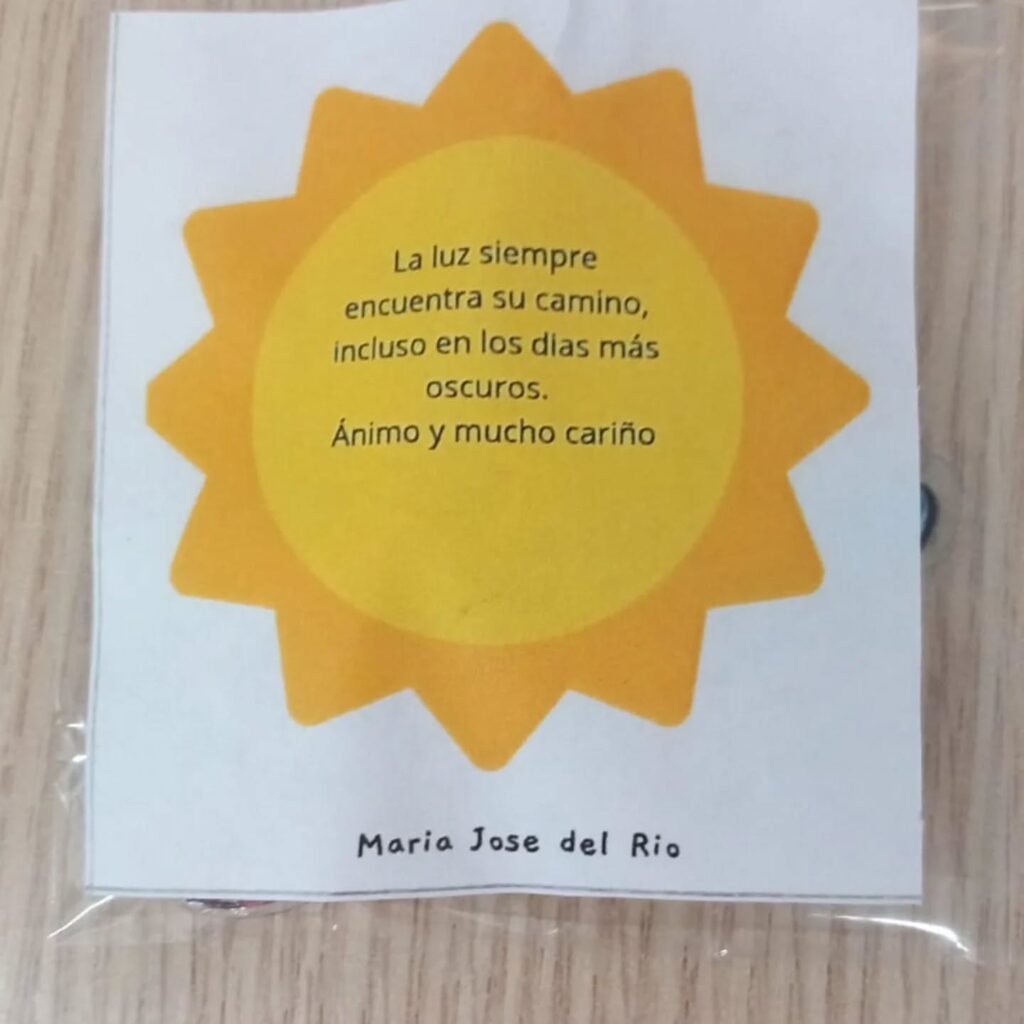 La luz siempre
encuentra su camino,
incluso en los dias más
oscuros.
Ánimo y mucho cariño
Maria Jose del Rio